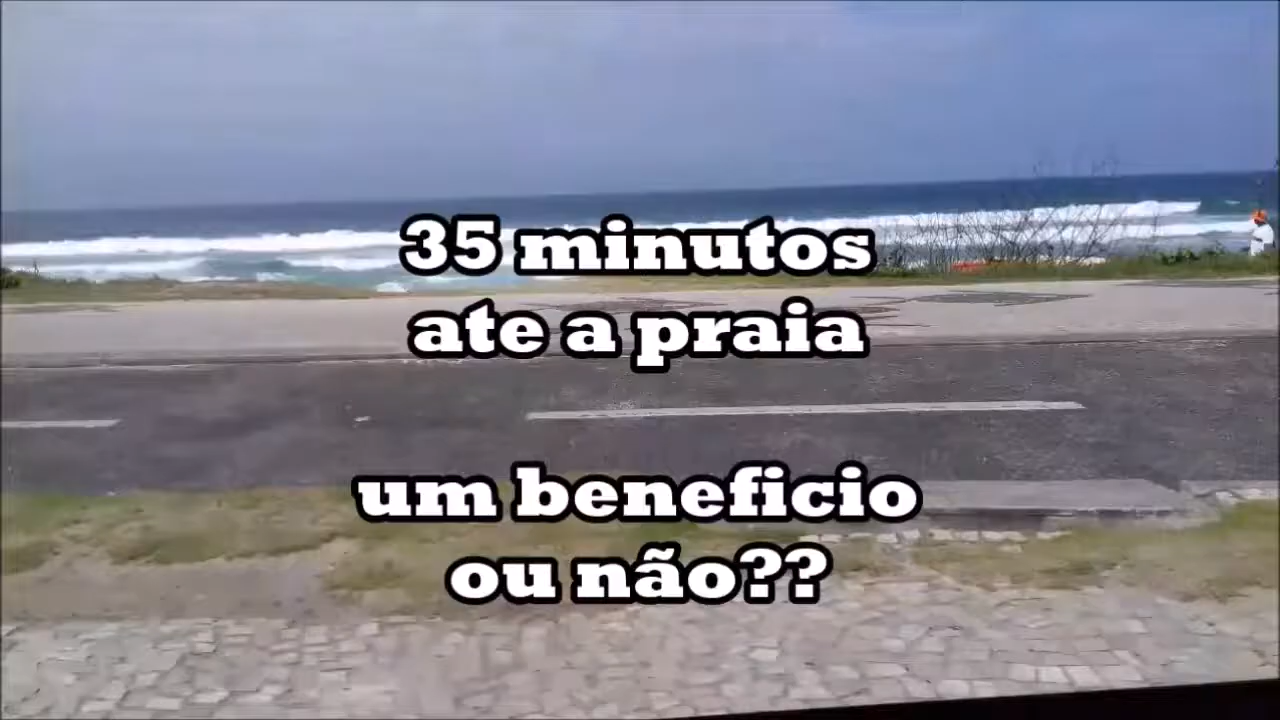 35 minutos
ate a praia
um beneficio
ou não??